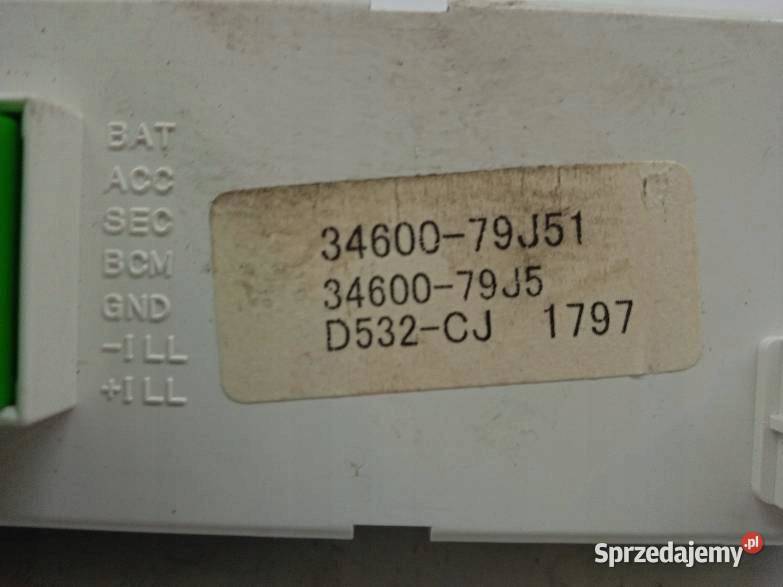 BAT
ACC
SEC
BCM
GND
-ILL
+ILL
34600-79J51
34600-79J5
D532-CJ 1797
Sprzedajemy.pl